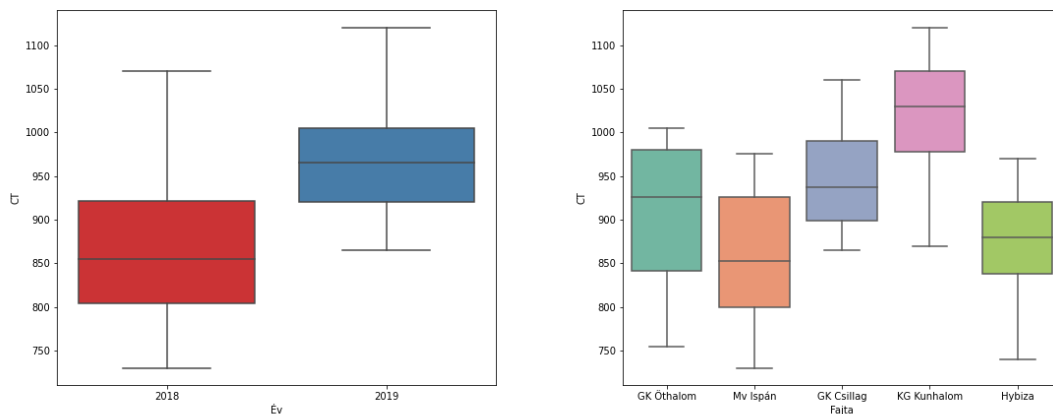 1100
1050
1000
950
900
850
800
750
CT
2018
2019
Év
1100
1050
1000
950
900
850
800
750
CT
GK Öthalom
Mv Ispán
GK Csillag
KG Kunhalom
Hybiza
Fajta